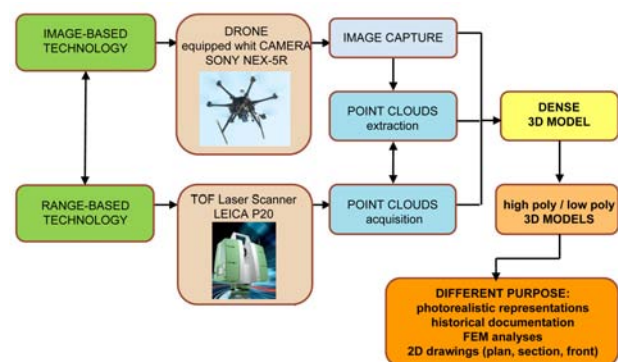 IMAGE-BASED
TECHNOLOGY
DRONE
equipped whit CAMERA
SONY NEX-5R
IMAGE CAPTURE
POINT CLOUDS
extraction
DENSE
3D MODEL
RANGE-BASED
TECHNOLOGY
TOF Laser Scanner
LEICA P20
POINT CLOUDS
acquisition
high poly / low poly
3D MODELS
DIFFERENT PURPOSE:
photorealistic representations
historical documentation
FEM analyses
2D drawings (plan, section, front)